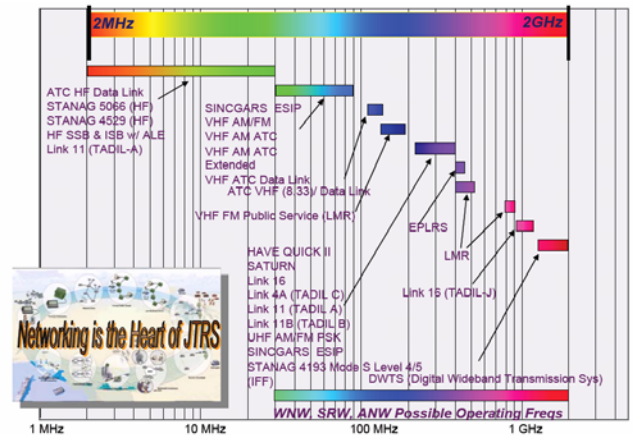 2MHz 2GHz
ATC HF Data Link
STANAG 5066 (HF)
STANAG 4529 (HF)
HF SSB & ISB w/ ALE
Link 11 (TADIL-A)
SINCGARS ESIP
VHF AM/FM
VHF AM ATC
VHF AM ATC
Extended
VHF ATC Data Link
ATC VHF (8.33)/ Data Link
VHF FM Public Service (LMR)
EPLRS
LMR
HAVE QUICK II
SATURN
Link 16
Link 4A (TADIL C)
Link 11 (TADIL A)
Link 11B (TADIL B)
UHF AM/FM PSK
SINCGARS ESIP
STANAG 4193 Mode S Level 4/5
(IFF)
Link 16 (TADIL-J)
DWTS (Digital Wideband Transmission Sys)
Networking is the Heart of JTRS
WNW, SRW, ANW Possible Operating Freqs
1 MHz 10 MHz 100 MHz 1 GHz